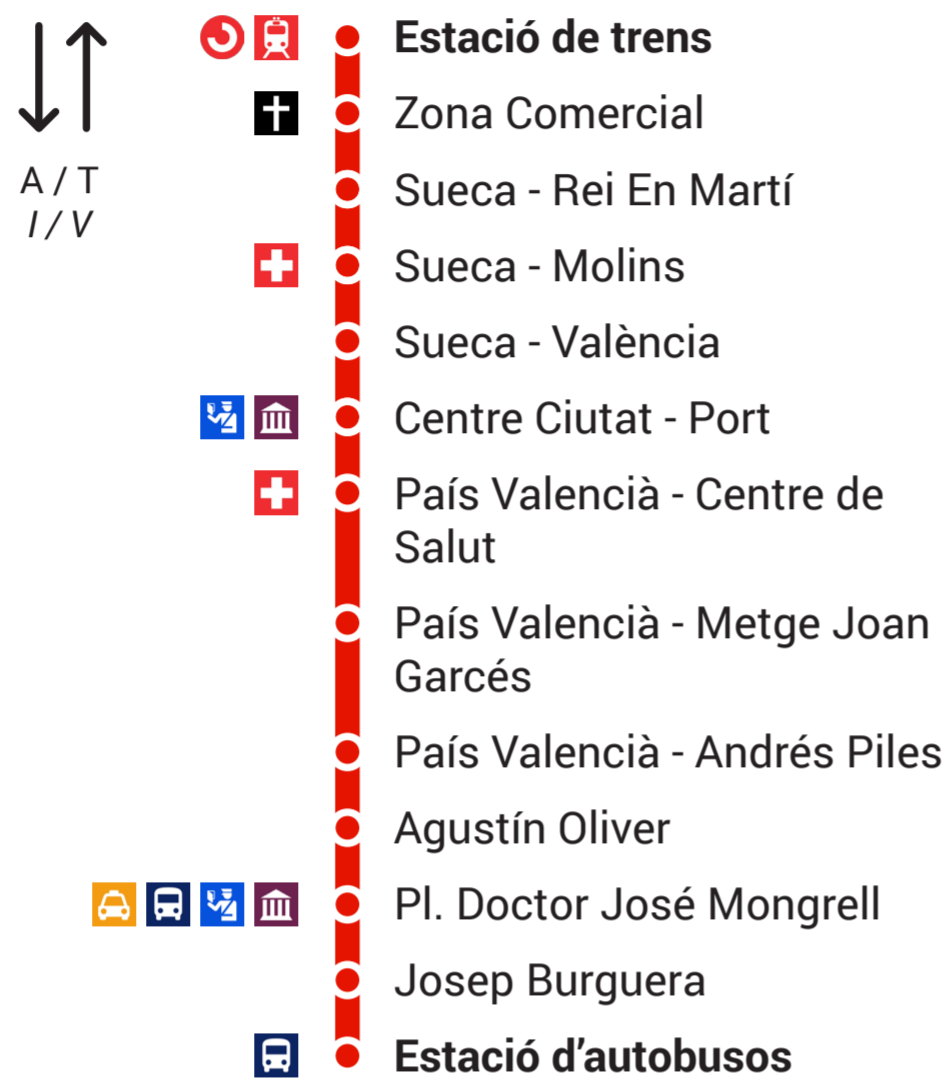 A / T
I / V
Estació de trens
Zona Comercial
Sueca - Rei En Martí
Sueca - Molins
Sueca - València
Centre Ciutat - Port
País Valencià - Centre de
Salut
País Valencià - Metge Joan
Garcés
País Valencià - Andrés Piles
Agustín Oliver
Pl. Doctor José Mongrell
Josep Burguera
Estació d’autobusos